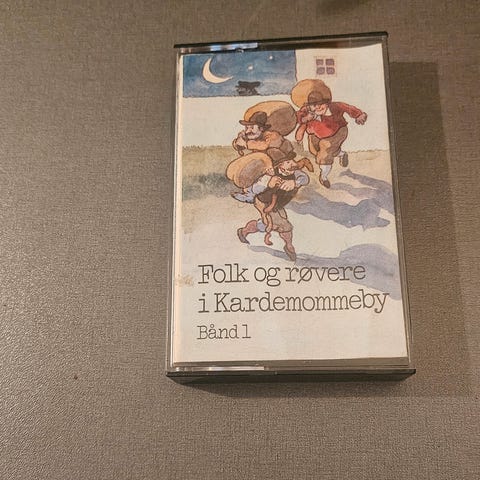 Folk og røvere
i Kardemommeby
Bånd 1